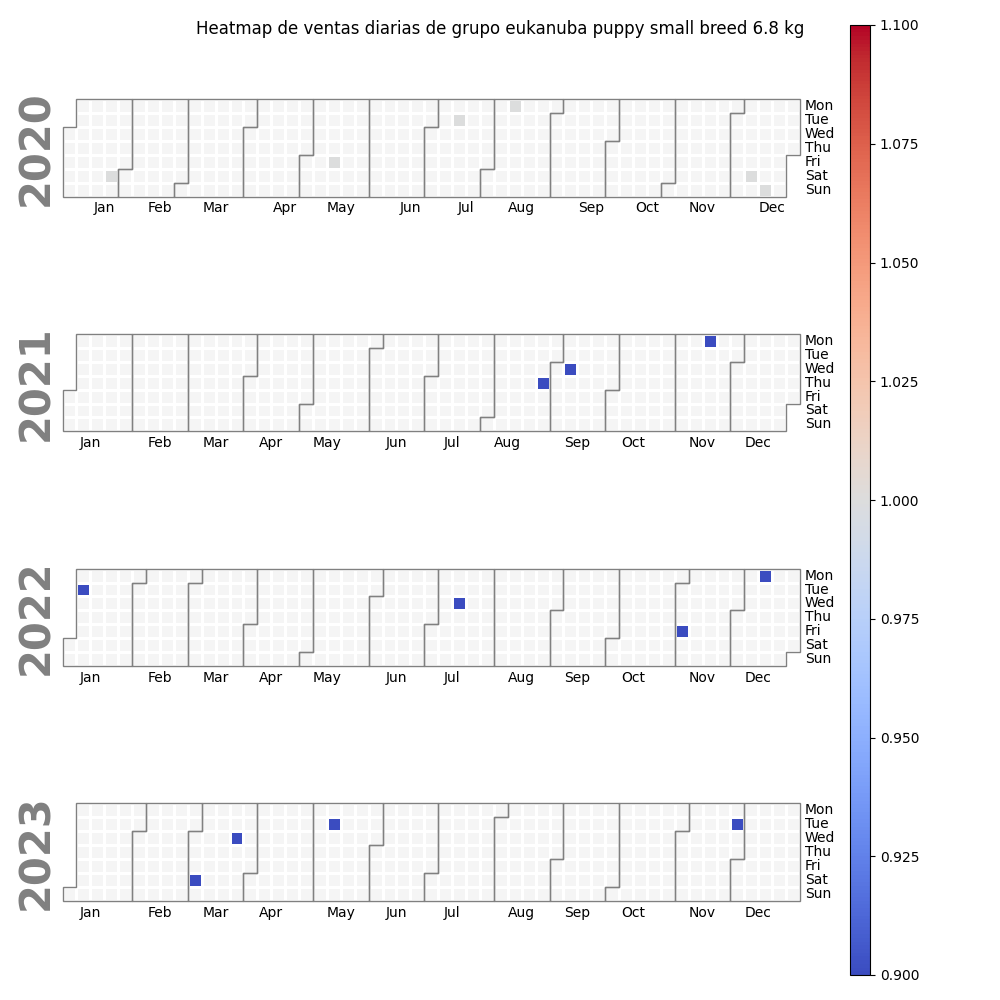 Heatmap de ventas diarias de grupo eukanuba puppy small breed 6.8 kg
2020
Mon
Tue
Wed
Thu
Fri
Sat
Sun
Jan Feb Mar Apr May Jun Jul Aug Sep Oct Nov Dec
2021
Mon
Tue
Wed
Thu
Fri
Sat
Sun
Jan Feb Mar Apr May Jun Jul Aug Sep Oct Nov Dec
2022
Mon
Tue
Wed
Thu
Fri
Sat
Sun
Jan Feb Mar Apr May Jun Jul Aug Sep Oct Nov Dec
2023
Mon
Tue
Wed
Thu
Fri
Sat
Sun
Jan Feb Mar Apr May Jun Jul Aug Sep Oct Nov Dec
1.100
1.075
1.050
1.025
1.000
0.975
0.950
0.925
0.900